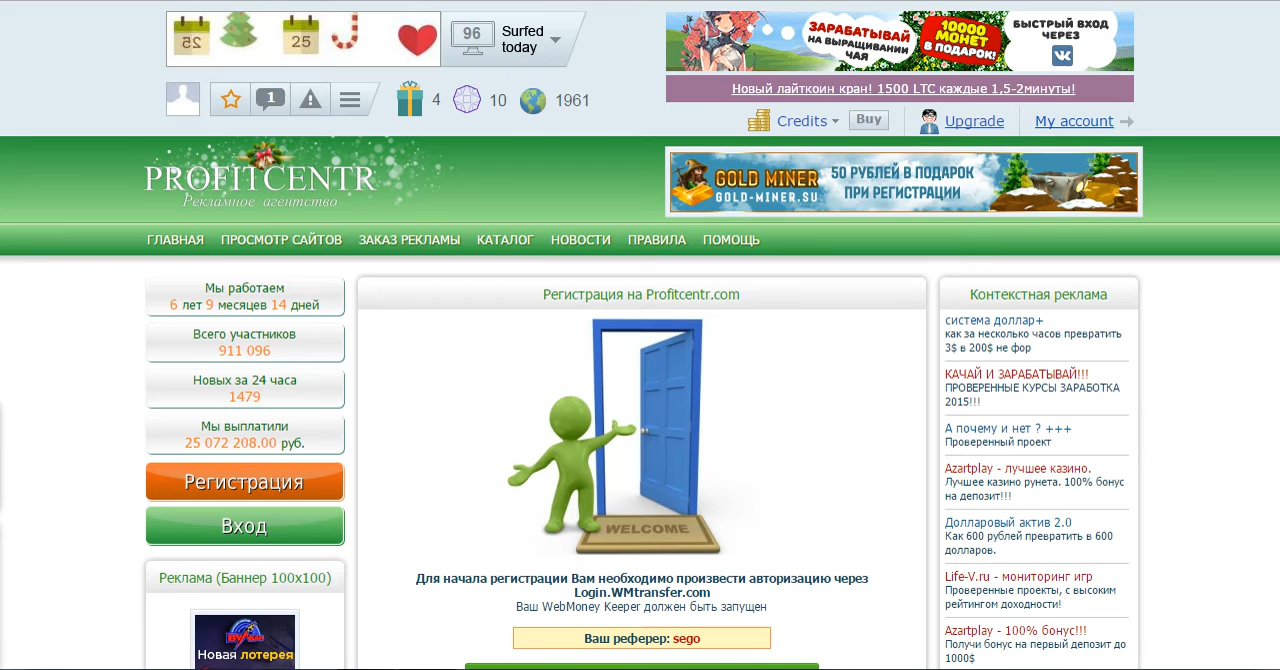 25
25
96
Surfed
today
ЗАРАБАТЫВАЙ
НА ВЫРАЩИВАНИИ
ЧАЯ
10000
МОНЕТ
В ПОДАРОК!
БЫСТРЫЙ ВХОД
ЧЕРЕЗ
Новый лайткоин кран! 1500 LTC каждые 1,5-2минуты!
1
4
10
1961
Credits
Buy
Upgrade
My account
PROFITCENTR
Рекламное агентство
GOLD MINER
GOLD-MINER.SU
50 РУБЛЕЙ В ПОДАРОК
ПРИ РЕГИСТРАЦИИ
ГЛАВНАЯ ПРОСМОТР САЙТОВ ЗАКАЗ РЕКЛАМЫ КАТАЛОГ НОВОСТИ ПРАВИЛА ПОМОЩЬ
Мы работаем
6 лет 9 месяцев 14 дней
Всего участников
911 096
Новых за 24 часа
1479
Мы выплатили
25 072 208.00 руб.
Регистрация
Вход
Реклама (Баннер 100x100)
Новая лотерея
Регистрация на Profitcentr.com
WELCOME
Для начала регистрации Вам необходимо произвести авторизацию через
Login.WMtransfer.com
Ваш WebMoney Keeper должен быть запущен
Ваш реферер: sego
Контекстная реклама
система доллар+
как за несколько часов превратить
3$ в 200$ не фор
КАЧАЙ И ЗАРАБАТЫВАЙ!!!
ПРОВЕРЕННЫЕ КУРСЫ ЗАРАБОТКА
2015!!!
А почему и нет ? +++
Проверенный проект
Azartplay - лучшее казино.
Лучшее казино рунета. 100% бонус
на депозит!!!
Долларовый актив 2.0
Как 600 рублей превратить в 600
долларов.
Life-V.ru - мониторинг игр
Проверенные проекты, с высоким
рейтингом доходности!
Azartplay - 100% бонус!!!
Получи бонус на первый депозит до
1000$